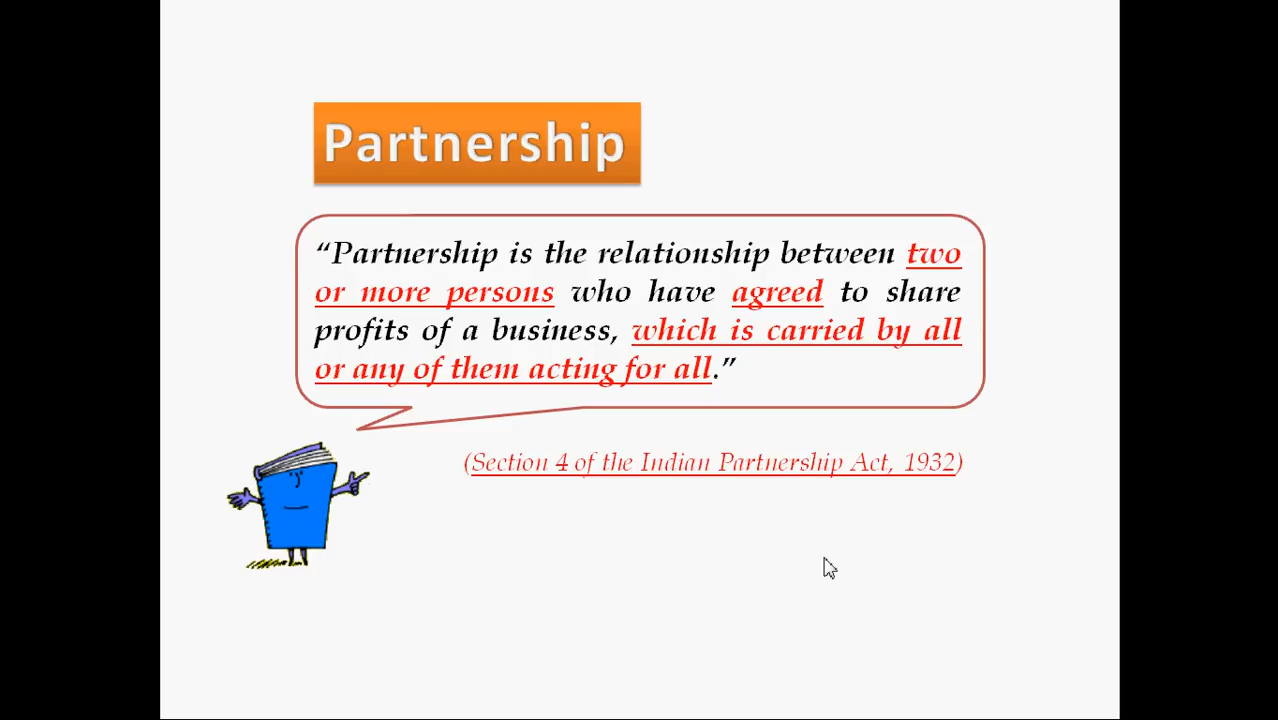 Partnership
“Partnership is the relationship between two
or more persons who have agreed to share
profits of a business, which is carried by all
or any of them acting for all.”
(Section 4 of the Indian Partnership Act, 1932)